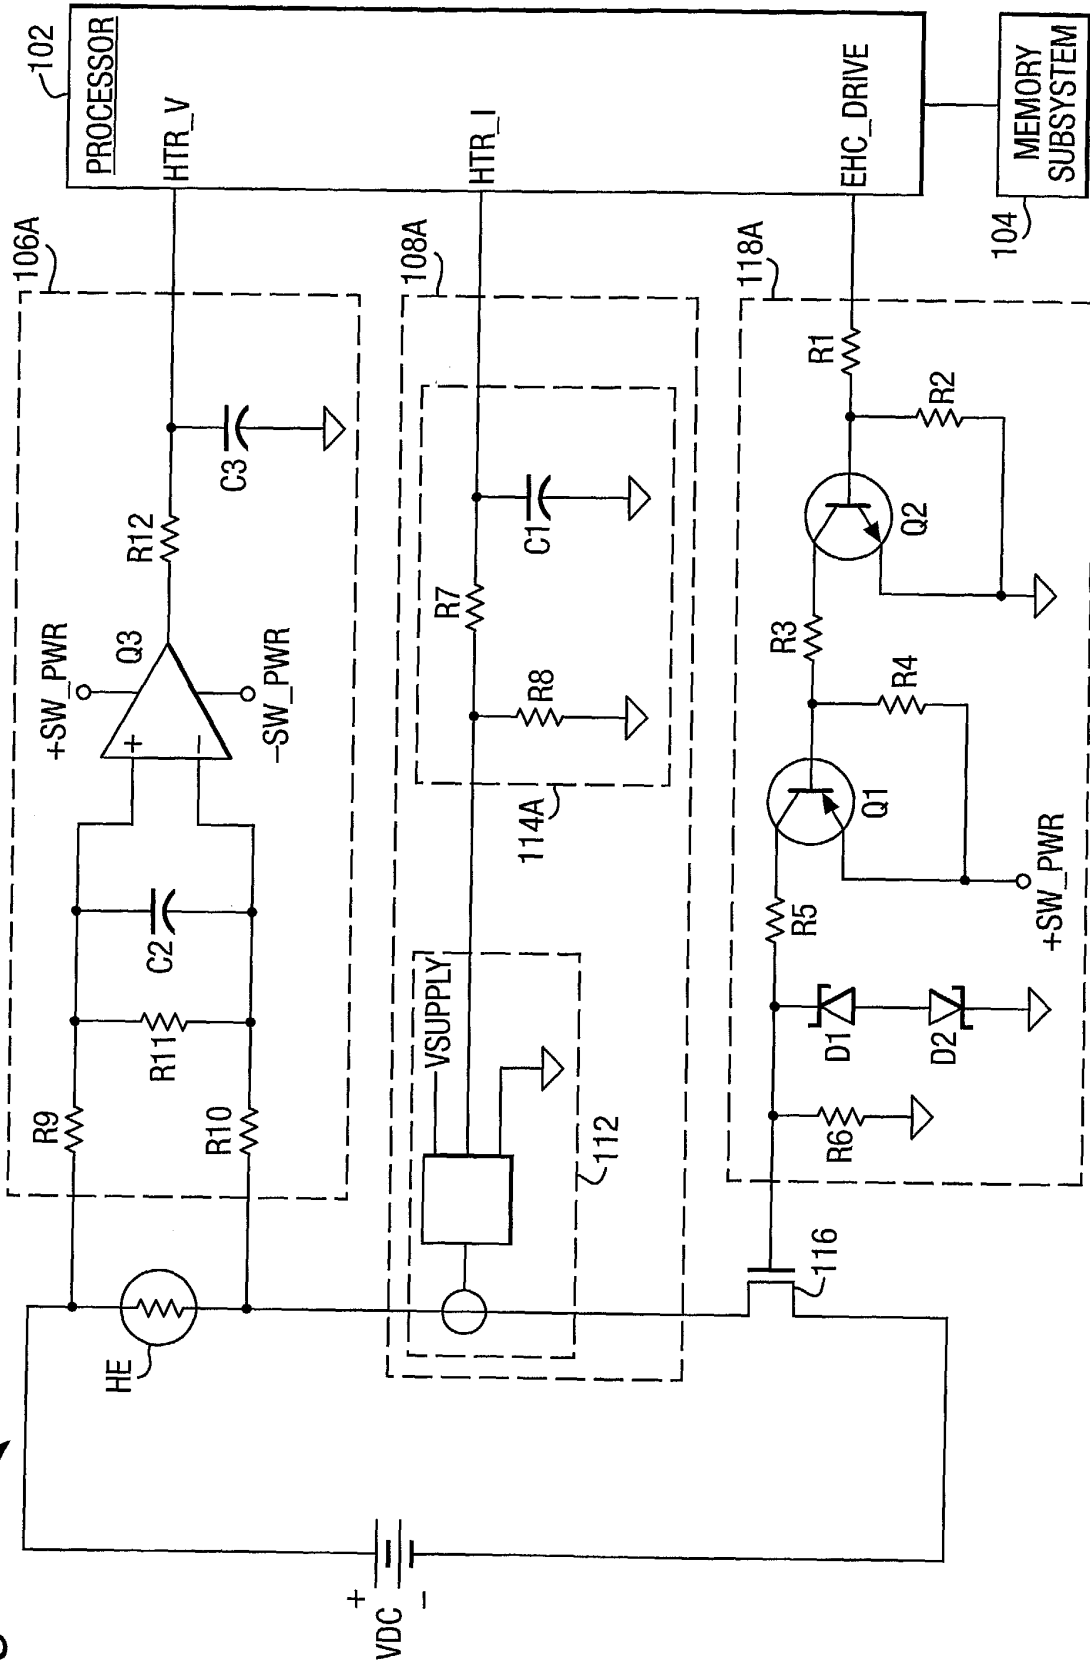 102
PROCESSOR
HTR_V
HTR_I
EHC_DRIVE
MEMORY
SUBSYSTEM
104
106A
+SW_PWR
Q3
-SW_PWR
R12
C3
R9
R11
C2
R10
108A
R7
C1
R8
114A
VSUPPLY
112
118A
R1
R2
Q2
R3
R4
Q1
+SW_PWR
R5
D1
D2
R6
116
HE
+
VDC
-
+
-